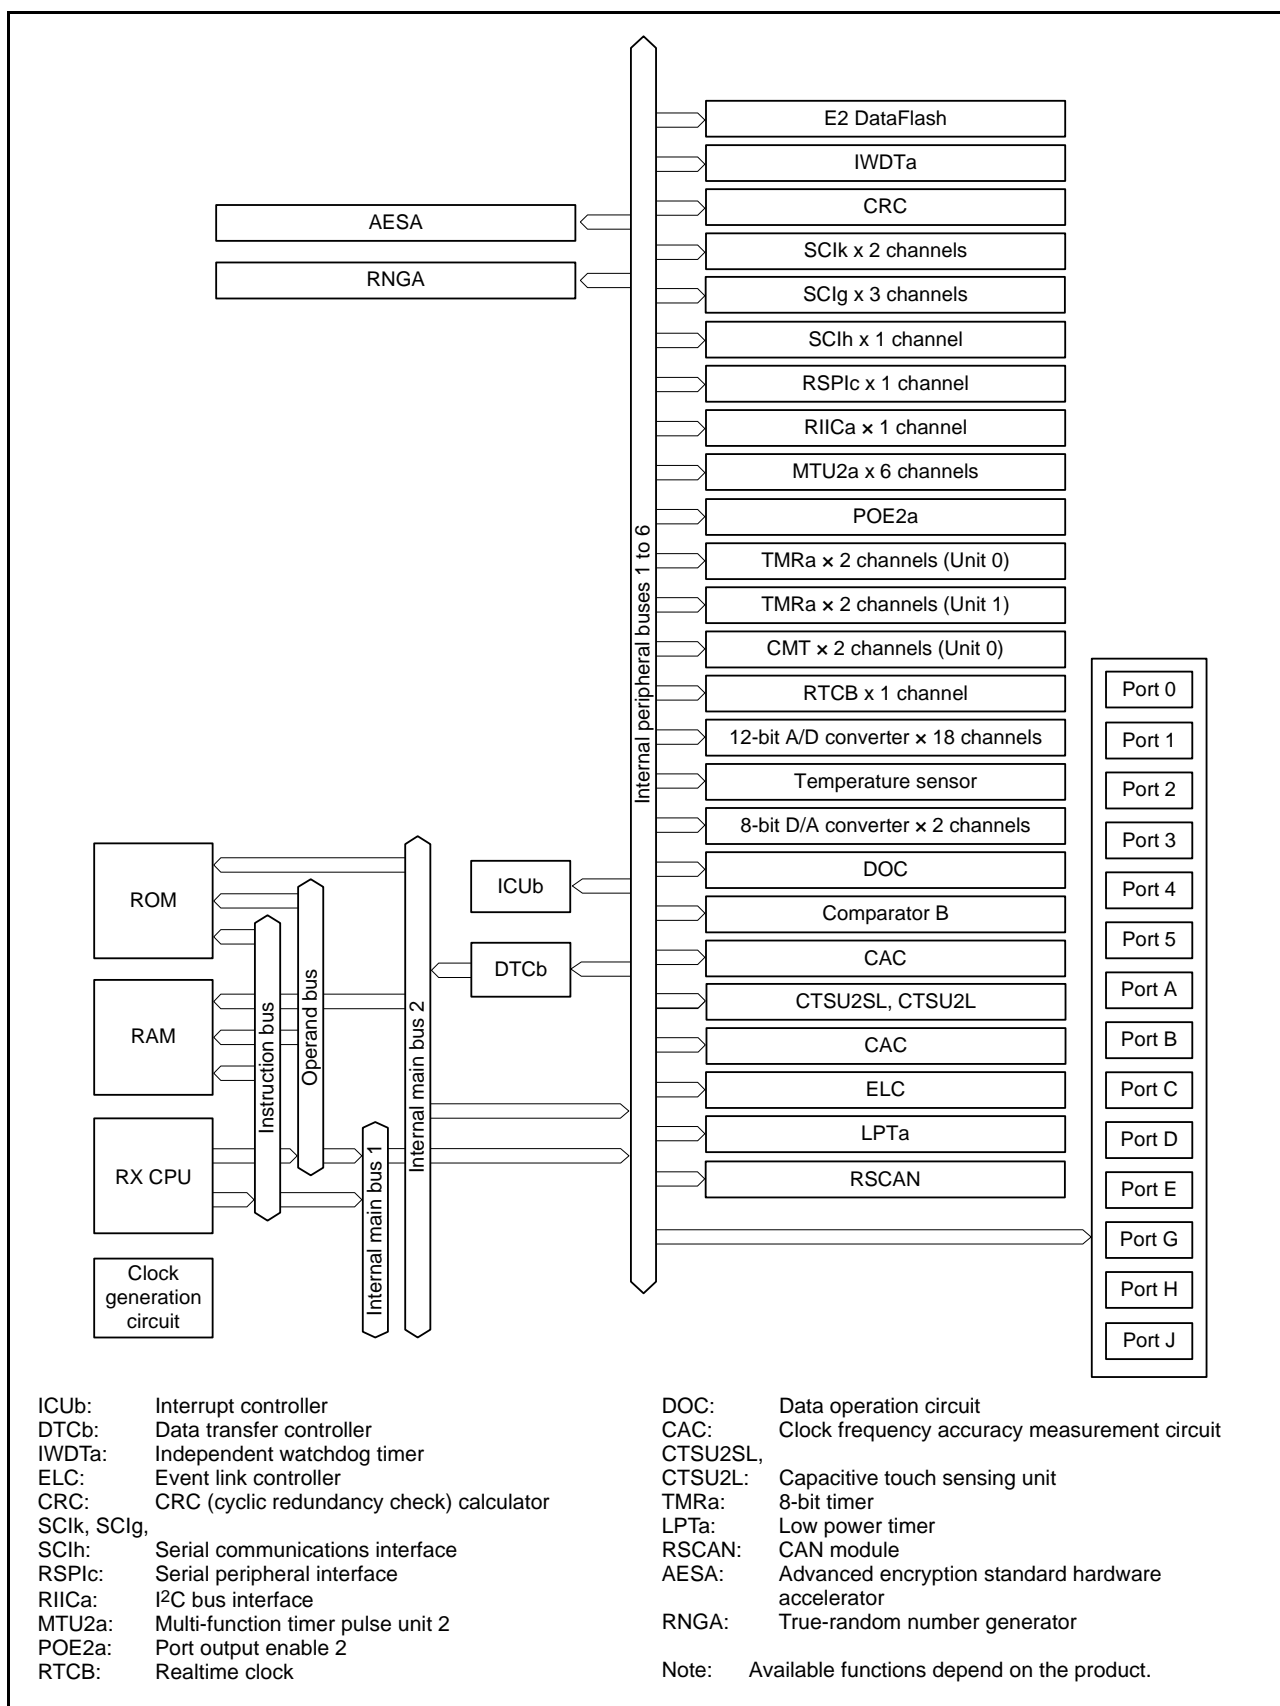 E2 DataFlash
IWDTa
CRC
AESA
SCIk x 2 channels
RNGA
SCIg x 3 channels
SCIh x 1 channel
RSPIc x 1 channel
RIICa × 1 channel
MTU2a x 6 channels
POE2a
Internal peripheral buses 1 to 6
TMRa × 2 channels (Unit 0)
TMRa × 2 channels (Unit 1)
CMT × 2 channels (Unit 0)
RTCB x 1 channel
12-bit A/D converter × 18 channels
Temperature sensor
8-bit D/A converter × 2 channels
DOC
Comparator B
CAC
CTSU2SL, CTSU2L
CAC
ELC
LPTa
RSCAN
Port 0
Port 1
Port 2
Port 3
Port 4
Port 5
Port A
Port B
Port C
Port D
Port E
Port G
Port H
Port J
ROM
RAM
RX CPU
Clock
generation
circuit
Instruction bus
Operand bus
Internal main bus 1
Internal main bus 2
ICUb
DTCb
ICUb: Interrupt controller
DTCb: Data transfer controller
IWDTa: Independent watchdog timer
ELC: Event link controller
CRC: CRC (cyclic redundancy check) calculator
SCIk, SCIg,
SCIh: Serial communications interface
RSPIc: Serial peripheral interface
RIICa: I2C bus interface
MTU2a: Multi-function timer pulse unit 2
POE2a: Port output enable 2
RTCB: Realtime clock
DOC: Data operation circuit
CAC: Clock frequency accuracy measurement circuit
CTSU2SL,
CTSU2L: Capacitive touch sensing unit
TMRa: 8-bit timer
LPTa: Low power timer
RSCAN: CAN module
AESA: Advanced encryption standard hardware
accelerator
RNGA: True-random number generator
Note: Available functions depend on the product.